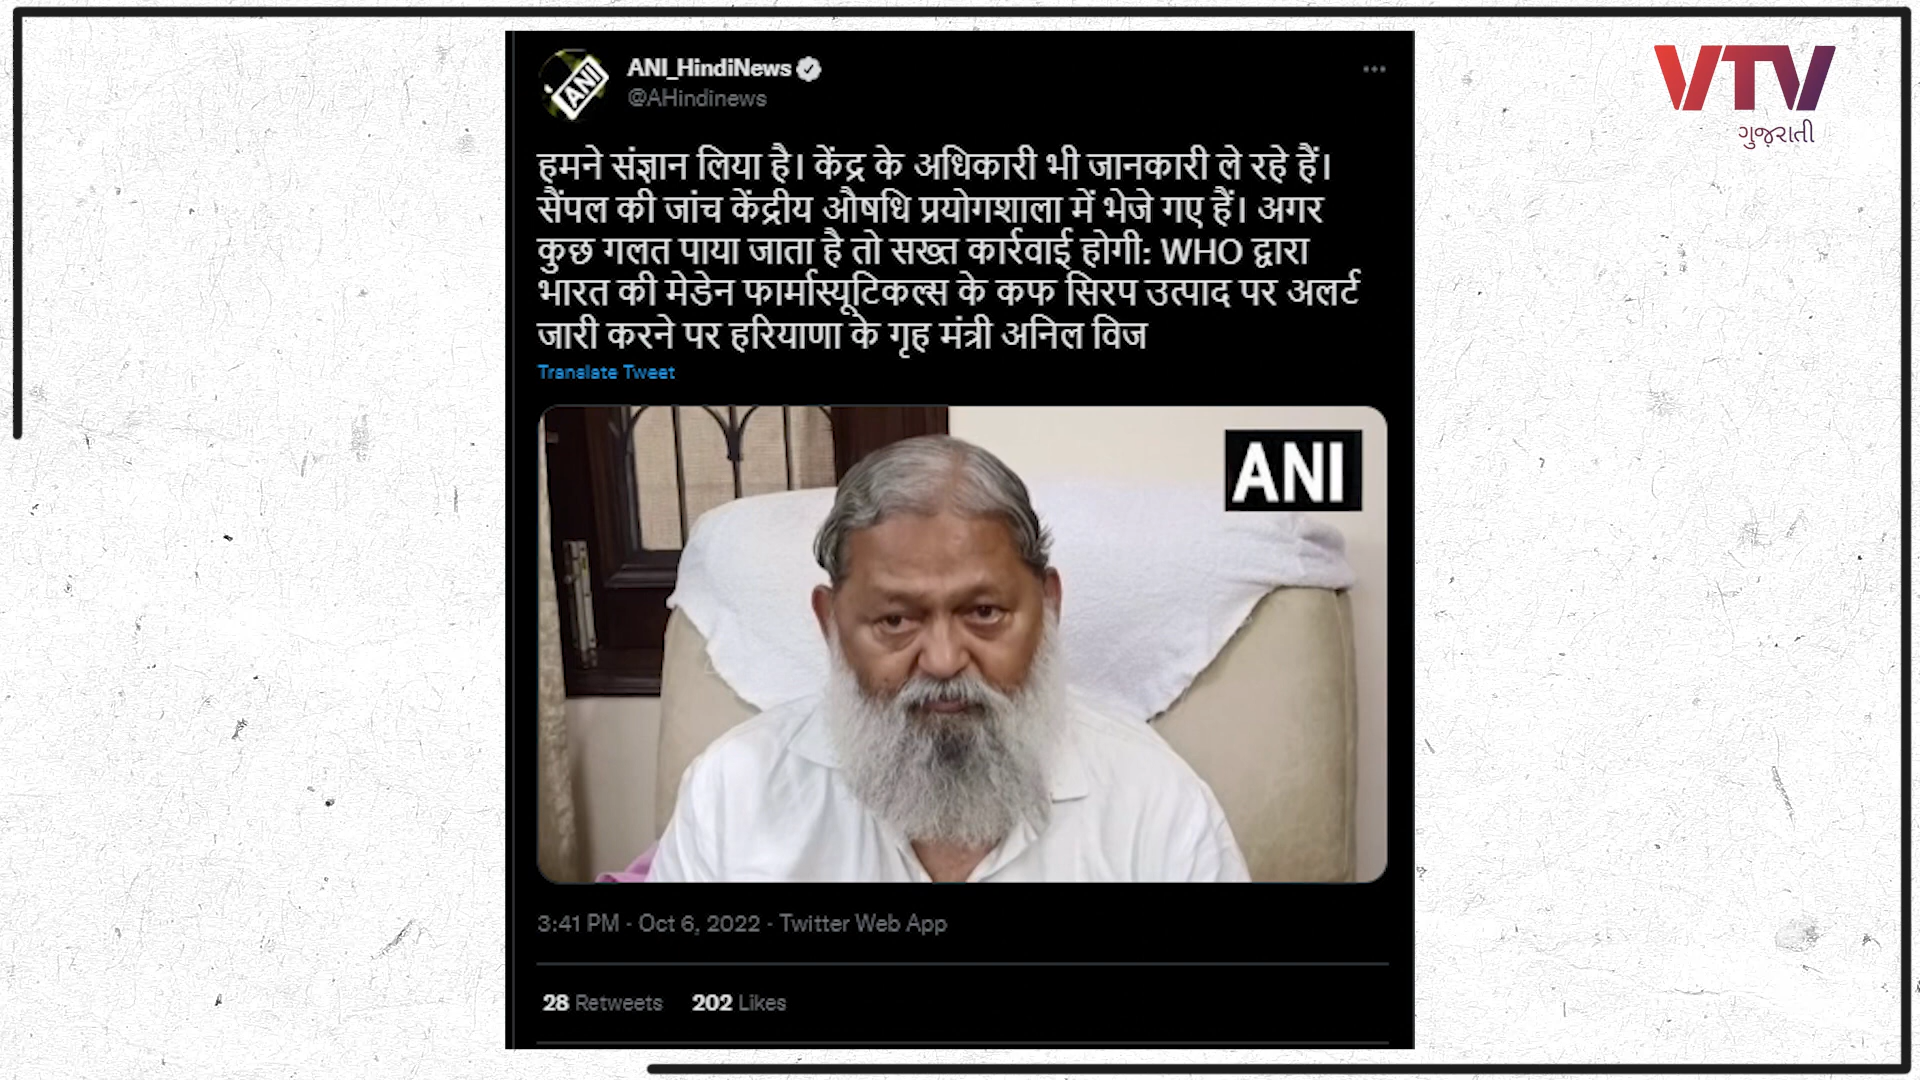 VTV
ગુજરાતી
ANI
ANI_HindiNews
@AHindinews
हमने संज्ञान लिया है। केंद्र के अधिकारी भी जानकारी ले रहे हैं।
सैंपल की जांच केंद्रीय औषधि प्रयोगशाला में भेजे गए हैं। अगर
कुछ गलत पाया जाता है तो सख्त कार्रवाई होगी: WHO द्वारा
भारत की मेडेन फार्मास्यूटिकल्स के कफ सिरप उत्पाद पर अलर्ट
जारी करने पर हरियाणा के गृह मंत्री अनिल विज
Translate Tweet
ANI
3:41 PM · Oct 6, 2022 · Twitter Web App
28 Retweets 202 Likes